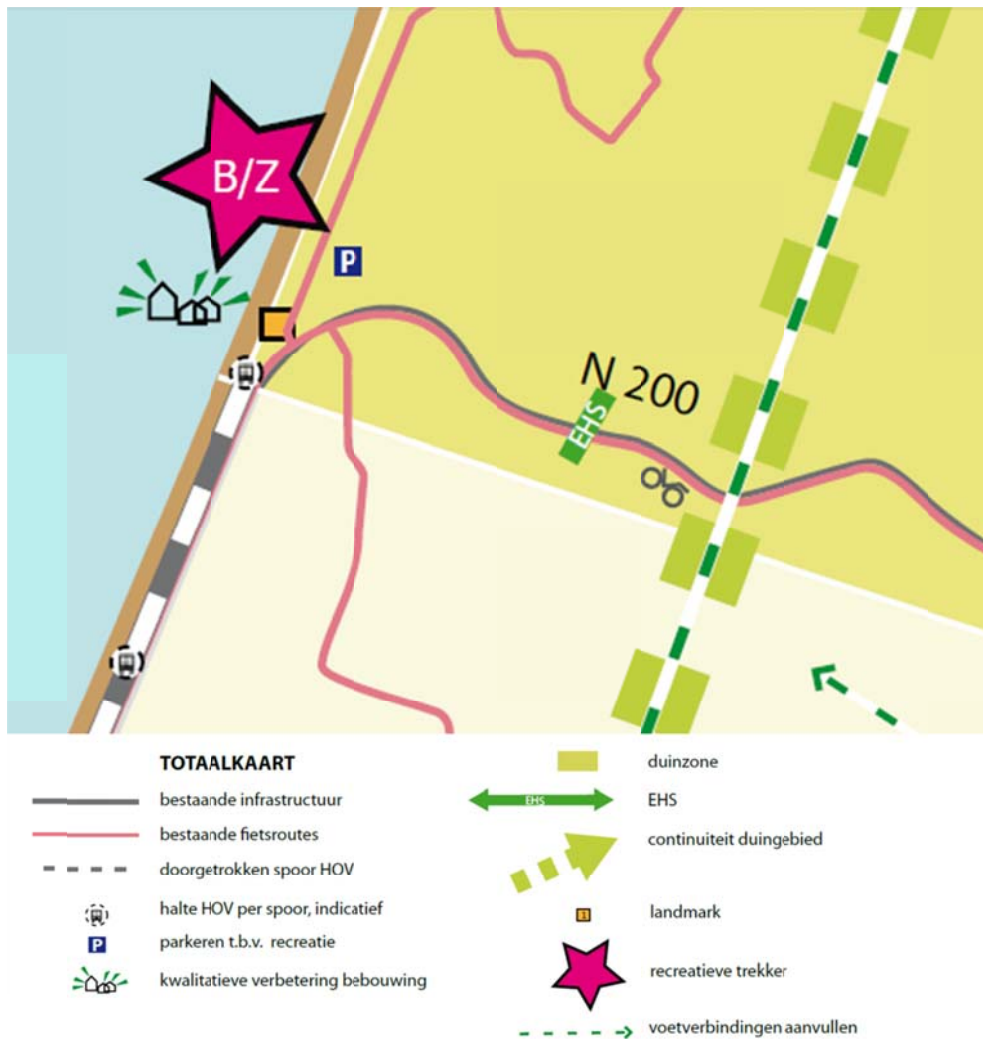 B/Z
P
N 200
EHS
TOTAALKAART
bestaande infrastructuur
bestaande fietsroutes
doorgetrokken spoor HOV
halte HOV per spoor, indicatief
P
parkeren t.b.v. recreatie
kwalitatieve verbetering bebouwing
duinzone
EHS
EHS
continuiteit duingebied
landmark
recreatieve trekker
voetverbindingen aanvullen